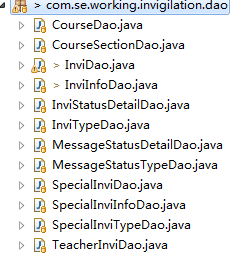 > com.se.working.invigilation.dao
CourseDao.java
CourseSectionDao.java
> InviDao.java
> InviInfoDao.java
InviStatusDetailDao.java
InviTypeDao.java
MessageStatusDetailDao.java
MessageStatusTypeDao.java
SpecialInviDao.java
SpecialInviInfoDao.java
SpecialInviTypeDao.java
TeacherInviDao.java